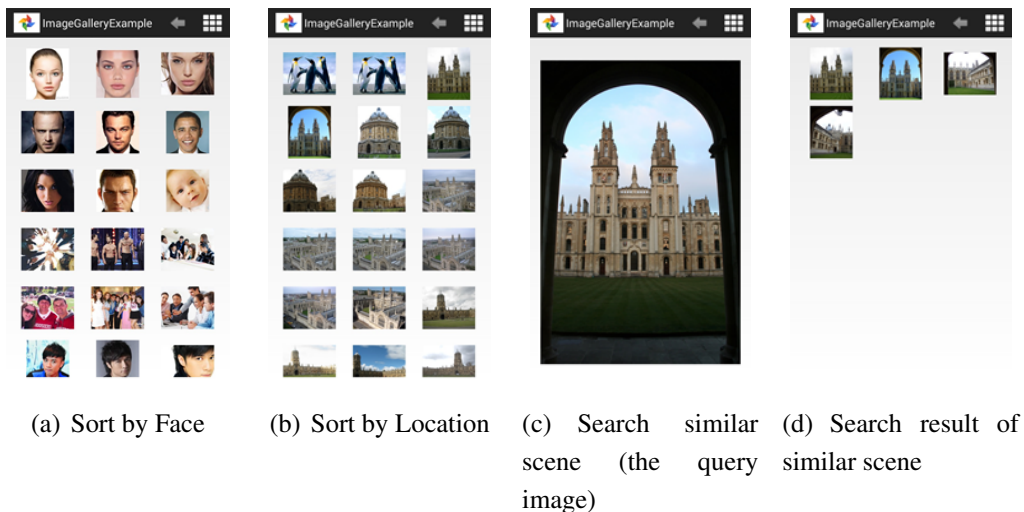 ImageGalleryExample
ImageGalleryExample
ImageGalleryExample
ImageGalleryExample
(a) Sort by Face
(b) Sort by Location
(c) Search similar
scene (the query
image)
(d) Search result of
similar scene